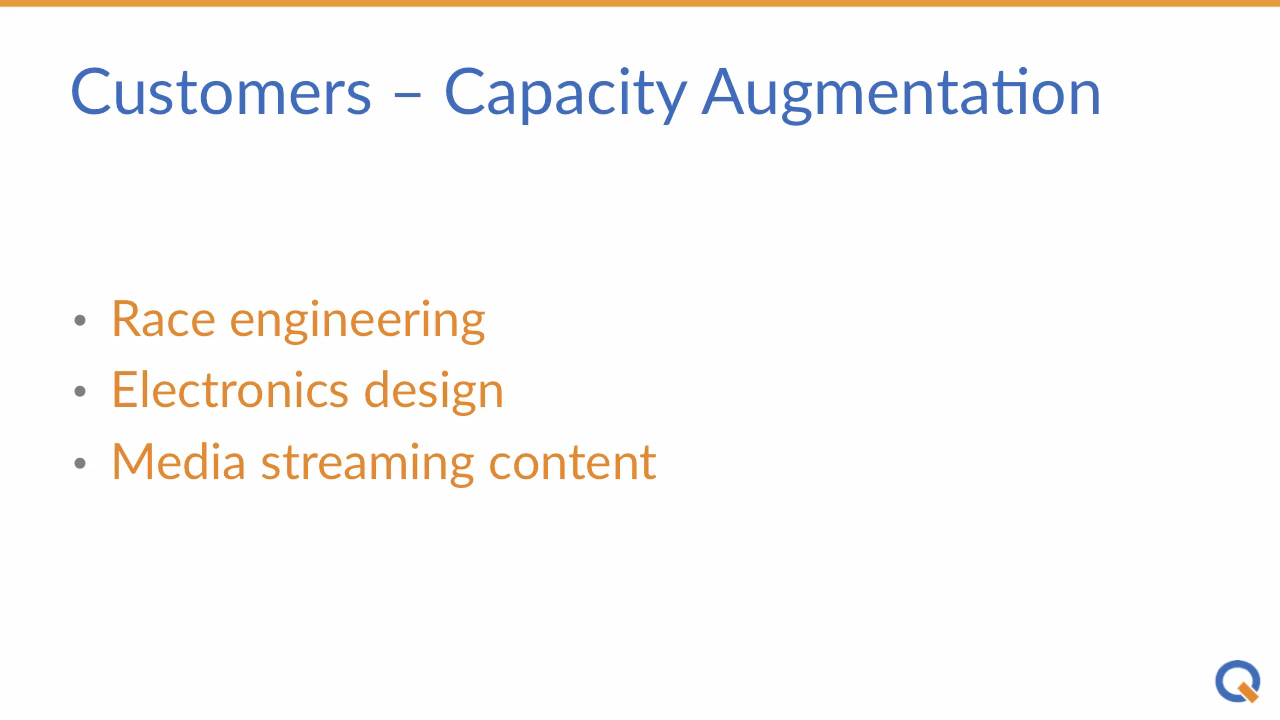 Customers – Capacity Augmentation
• Race engineering
• Electronics design
• Media streaming content